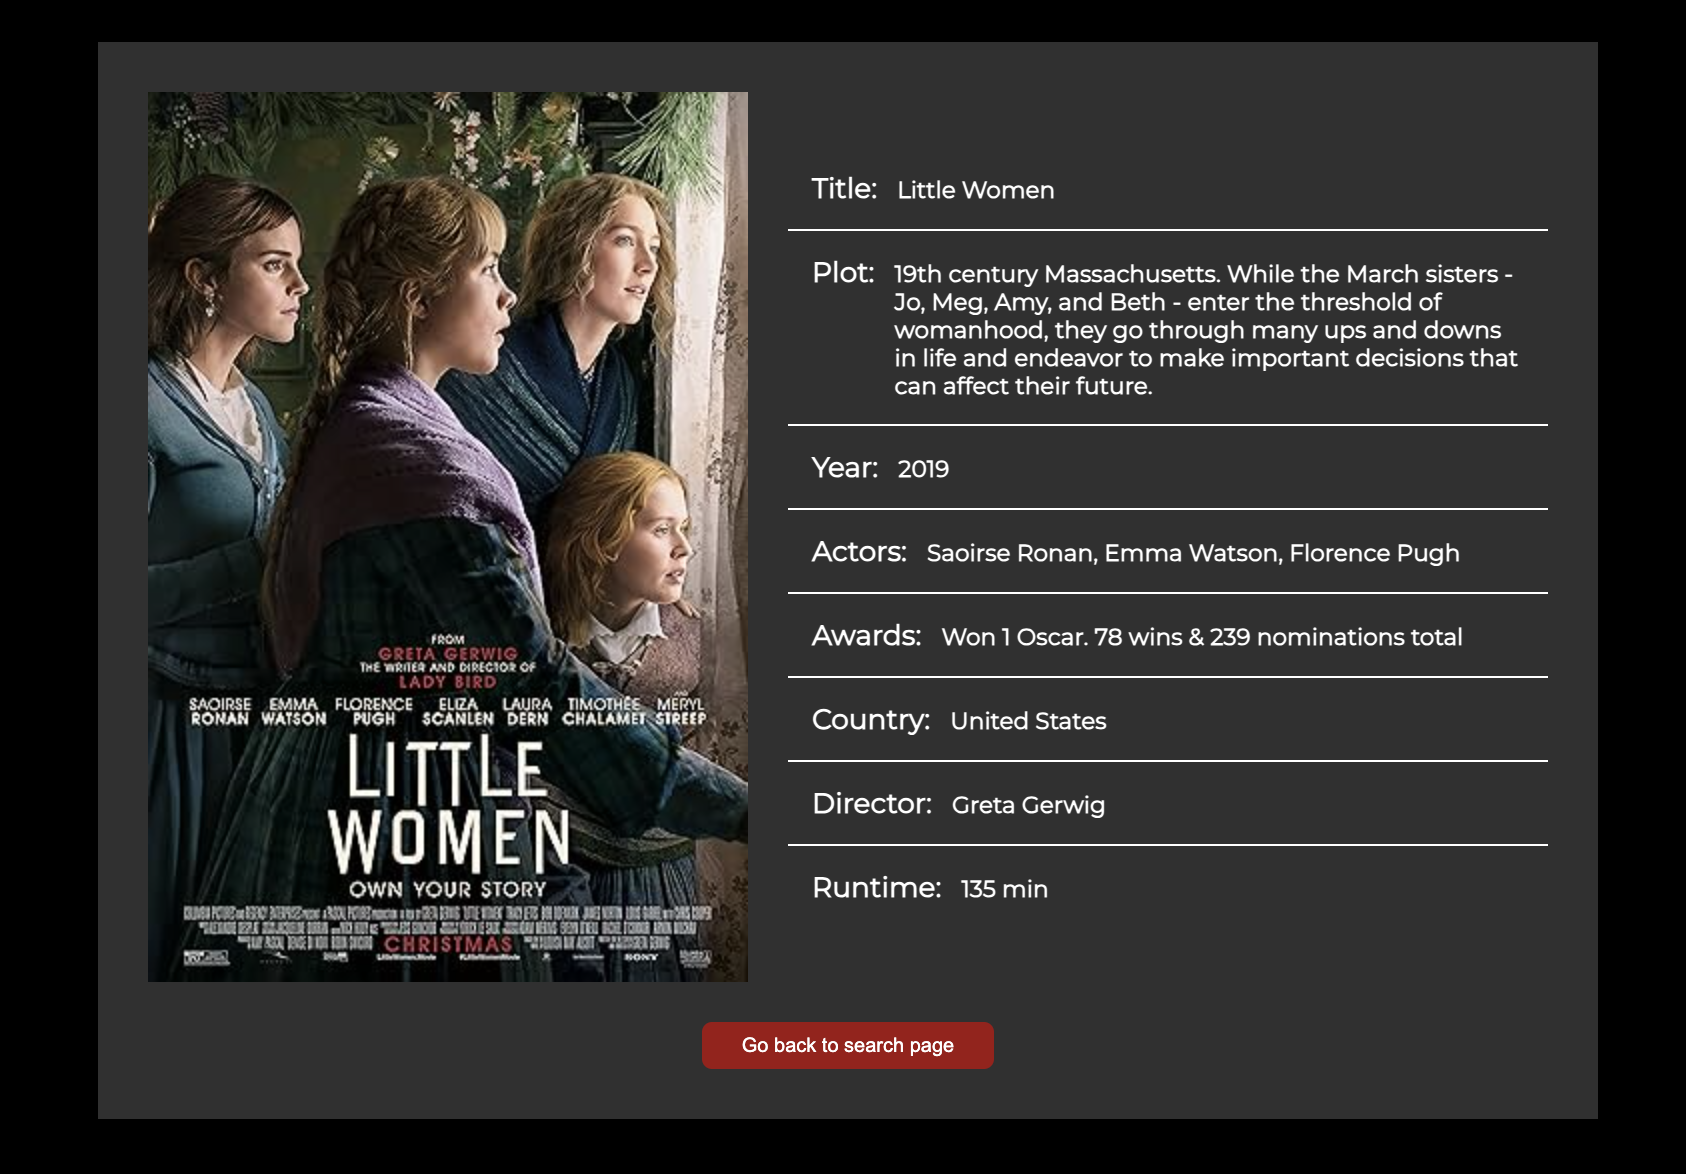 FROM
GRETA GERWIG
THE WRITER AND DIRECTOR OF
LADY BIRD
SAOIRSE RONAN EMMA WATSON FLORENCE PUGH ELIZA SCANLEN LAURA DERN TIMOTHÉE CHALAMET AND MERYL STREEP
LITTLE
WOMEN
OWN YOUR STORY
CHRISTMAS
SONY
Title: Little Women
Plot: 19th century Massachusetts. While the March sisters -
Jo, Meg, Amy, and Beth - enter the threshold of
womanhood, they go through many ups and downs
in life and endeavor to make important decisions that
can affect their future.
Year: 2019
Actors: Saoirse Ronan, Emma Watson, Florence Pugh
Awards: Won 1 Oscar. 78 wins & 239 nominations total
Country: United States
Director: Greta Gerwig
Runtime: 135 min
Go back to search page